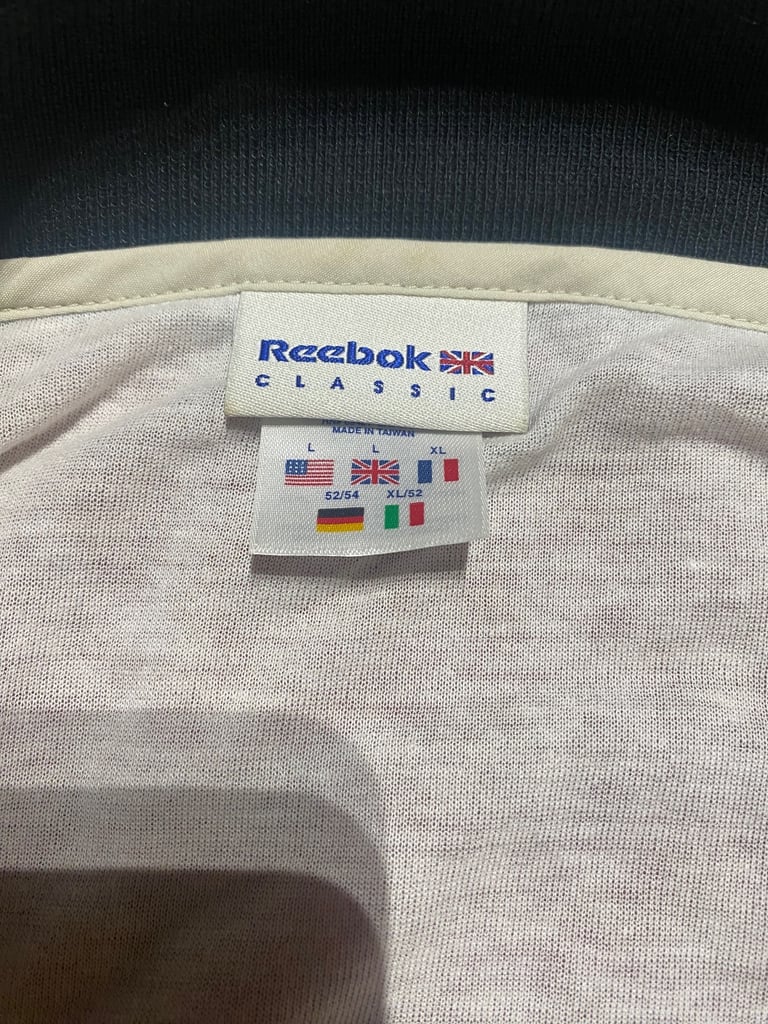 Reebok
CLASSIC
MADE IN TAIWAN
L L XL
52/54 XL/52